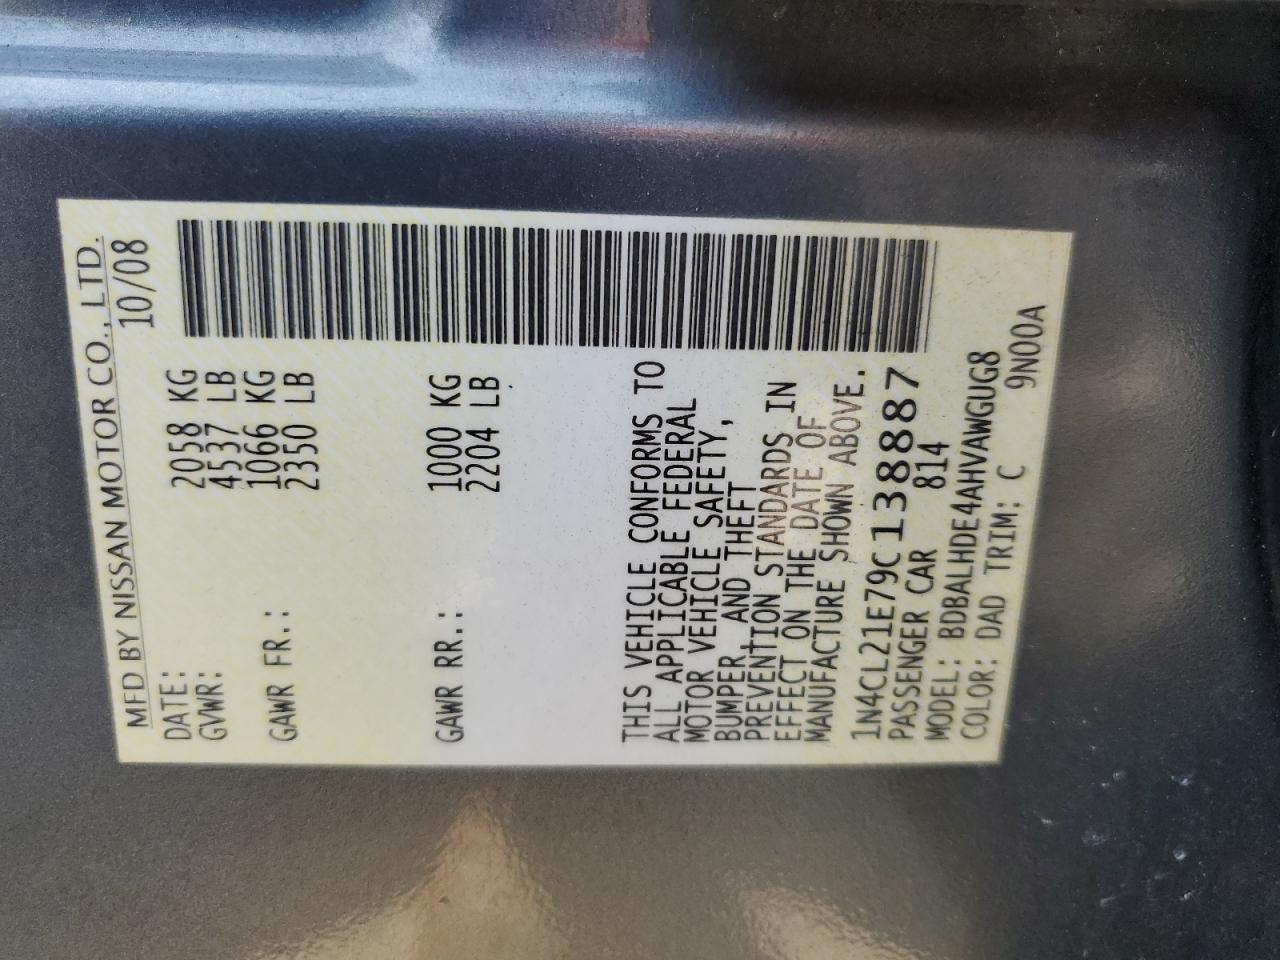 MFD BY NISSAN MOTOR CO., LTD.
DATE: 10/08
GVWR: 2058 KG
4537 LB
GAWR FR.: 1066 KG
2350 LB
GAWR RR.: 1000 KG
2204 LB
THIS VEHICLE CONFORMS TO
ALL APPLICABLE FEDERAL
MOTOR VEHICLE SAFETY,
BUMPER, AND THEFT
PREVENTION STANDARDS IN
EFFECT ON THE DATE OF
MANUFACTURE SHOWN ABOVE.
1N4CL21E79C138887
PASSENGER CAR 814
MODEL: BDBALHDE4AHVAWGUG8
COLOR: DAD TRIM: C 9N00A